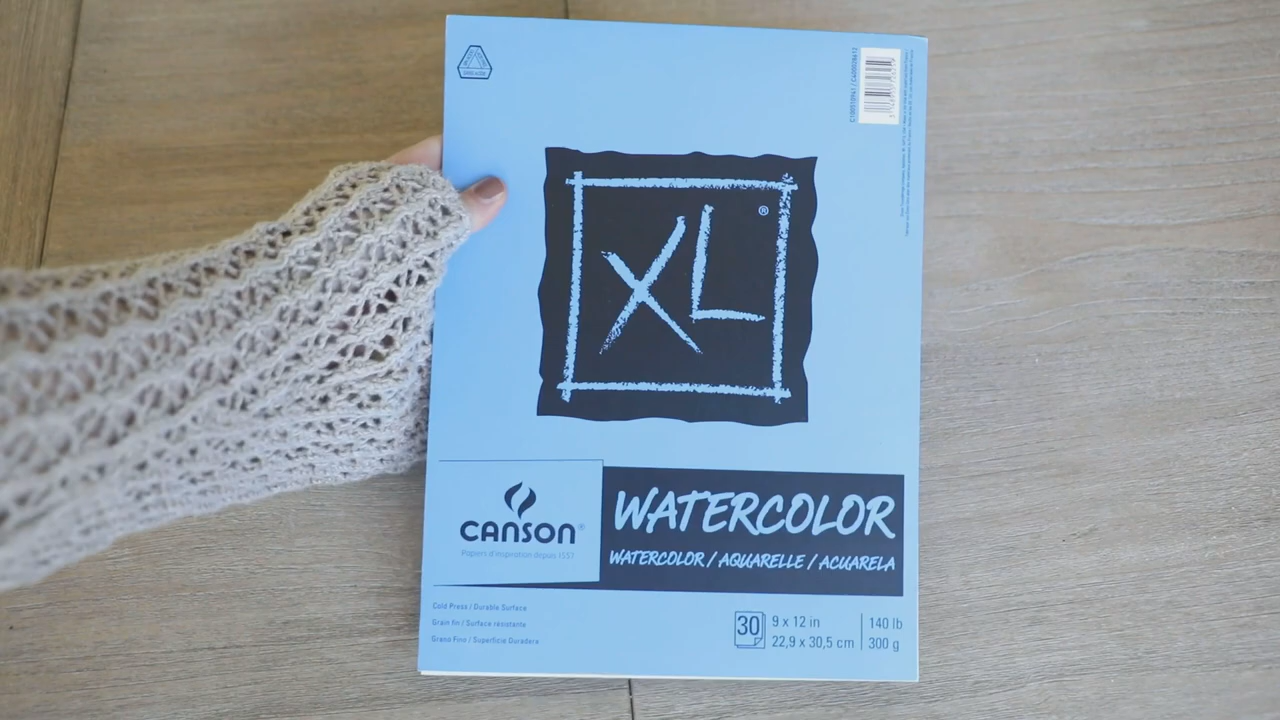 XL
®
CANSON®
Papiers d'inspiration depuis 1557
WATERCOLOR
WATERCOLOR / AQUARELLE / ACUARELA
Cold Press / Durable Surface
Grain fin / Surface résistante
Grano Fino / Superficie Duradera
30
9 x 12 in
22,9 x 30,5 cm
140 lb
300 g